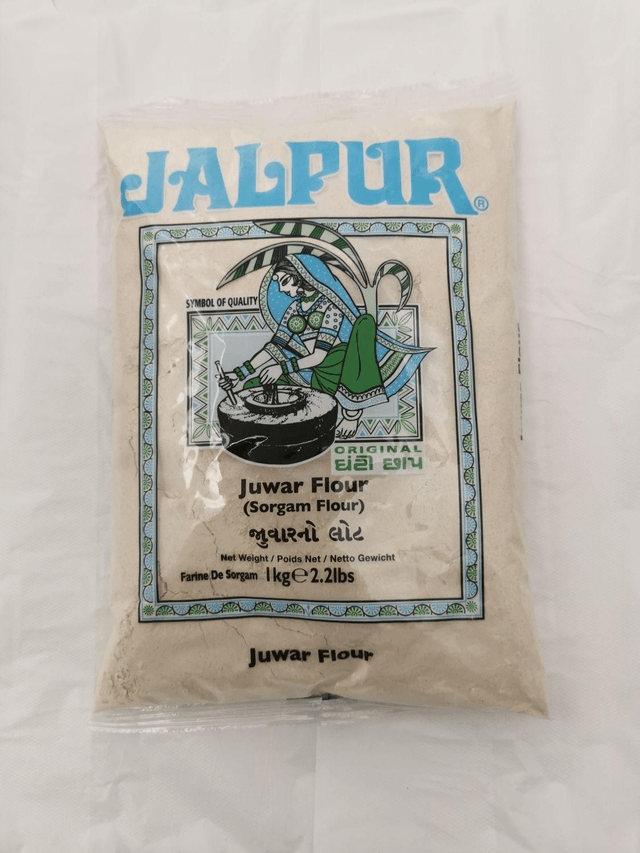 JALPUR®
SYMBOL OF QUALITY
ORIGINAL
ઘંટી છાપ
Juwar Flour
(Sorgam Flour)
જુવારનો લોટ
Net Weight / Poids Net / Netto Gewicht
Farine De Sorgam 1kg℮2.2lbs
Juwar Flour